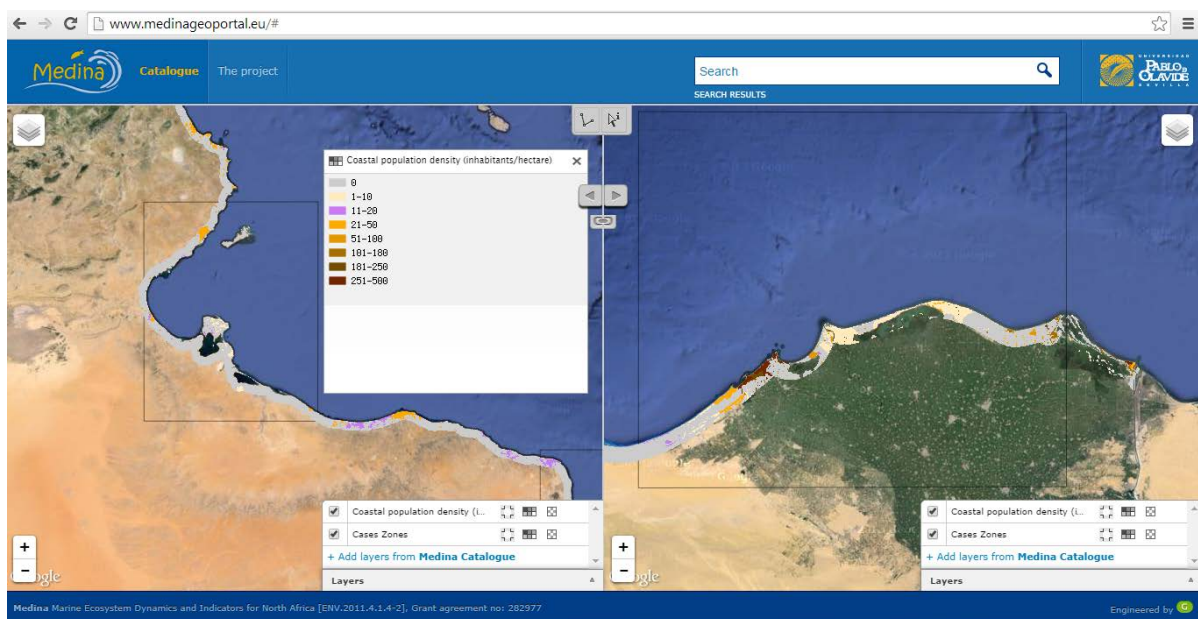 www.medinageoportal.eu/#
Medina
Catalogue
The project
Search
SEARCH RESULTS
UNIVERSIDAD
PABLO DE
OLAVIDE
SEVILLA
Coastal population density (inhabitants/hectare)
0
1-10
11-20
21-50
51-100
101-180
181-250
251-500
Coastal population density (i...
Cases Zones
+ Add layers from Medina Catalogue
Layers
Coastal population density (i...
Cases Zones
+ Add layers from Medina Catalogue
Layers
Medina Marine Ecosystem Dynamics and Indicators for North Africa [ENV.2011.4.1.4-2], Grant agreement no: 282977
Engineered by G